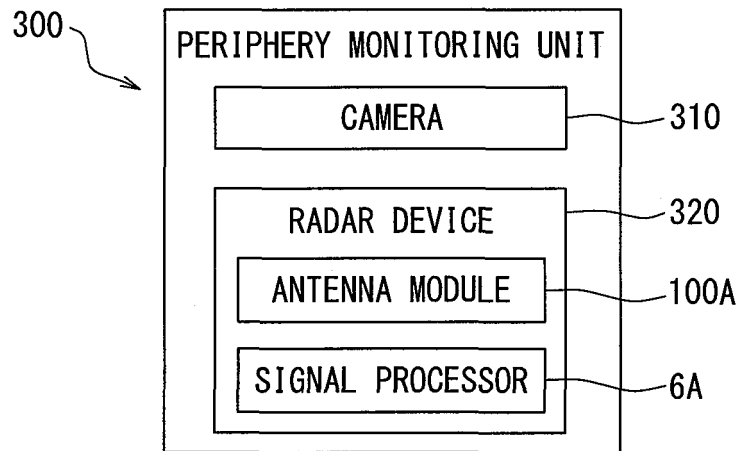 300
PERIPHERY MONITORING UNIT
CAMERA
310
RADAR DEVICE
320
ANTENNA MODULE
100A
SIGNAL PROCESSOR
6A